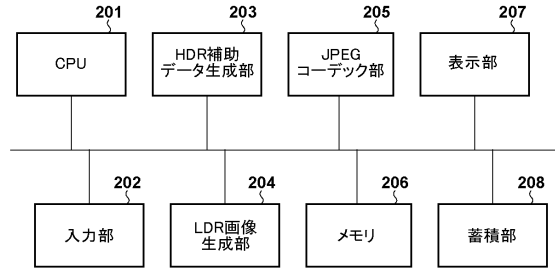 201
203
205
207
CPU
HDR補助
データ生成部
JPEG
コーデック部
表示部
202
204
206
208
入力部
LDR画像
生成部
メモリ
蓄積部